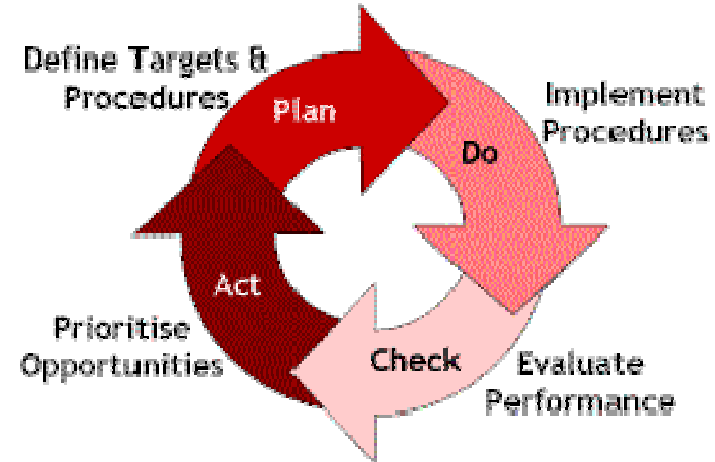 Define Targets &
Procedures
Plan
Implement
Procedures
Do
Evaluate
Performance
Check
Prioritise
Opportunities
Act